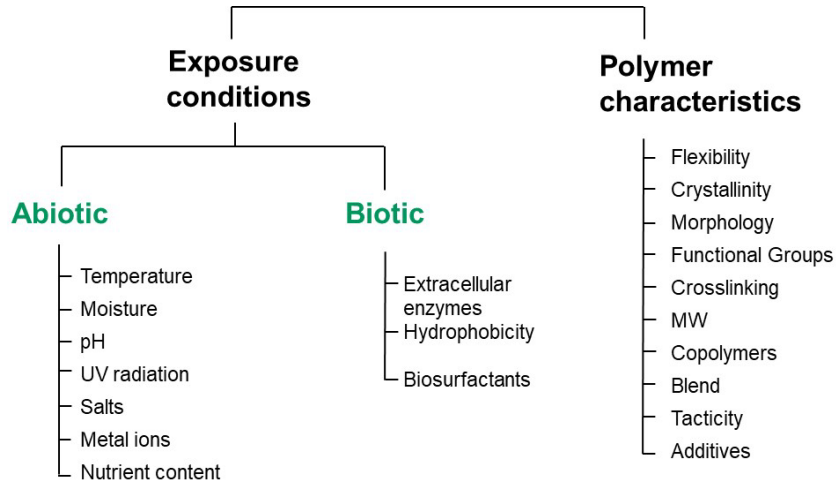 Exposure
conditions
Polymer
characteristics
Abiotic
Biotic
Temperature
Moisture
pH
UV radiation
Salts
Metal ions
Nutrient content
Extracellular
enzymes
Hydrophobicity
Biosurfactants
Flexibility
Crystallinity
Morphology
Functional Groups
Crosslinking
MW
Copolymers
Blend
Tacticity
Additives